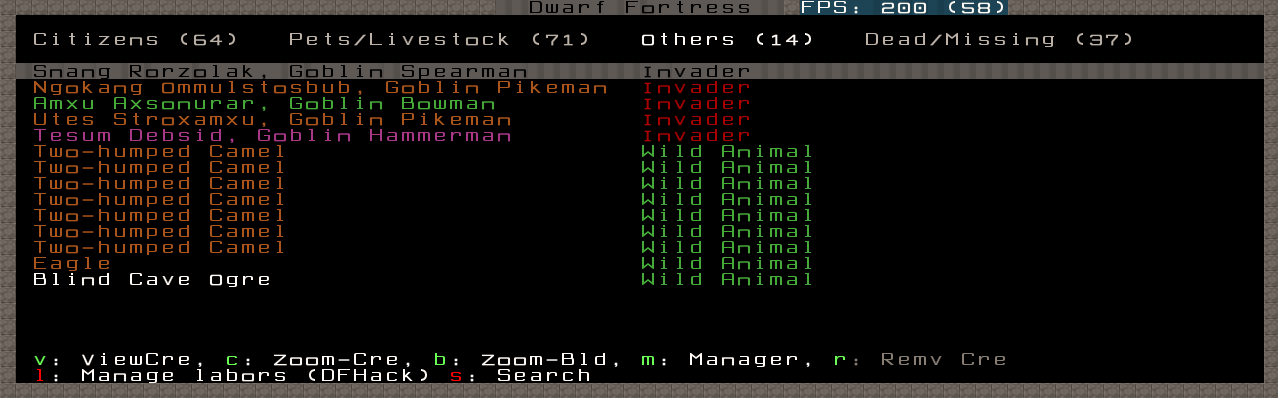 Dwarf Fortress FPS: 200 (58)
Citizens (64) Pets/Livestock (71) Others (14) Dead/Missing (37)
Snang Rorzolak, Goblin Spearman Invader
Ngokang Ommulstosbub, Goblin Pikeman Invader
Amxu Axsonurar, Goblin Bowman Invader
Utes Stroxamxu, Goblin Pikeman Invader
Tesum Debsid, Goblin Hammerman Invader
Two-humped Camel Wild Animal
Two-humped Camel Wild Animal
Two-humped Camel Wild Animal
Two-humped Camel Wild Animal
Two-humped Camel Wild Animal
Two-humped Camel Wild Animal
Two-humped Camel Wild Animal
Eagle Wild Animal
Blind Cave Ogre Wild Animal
v: ViewCre, c: Zoom-Cre, b: Zoom-Bld, m: Manager, r: Remv Cre
l: Manage labors (DFHack) s: Search